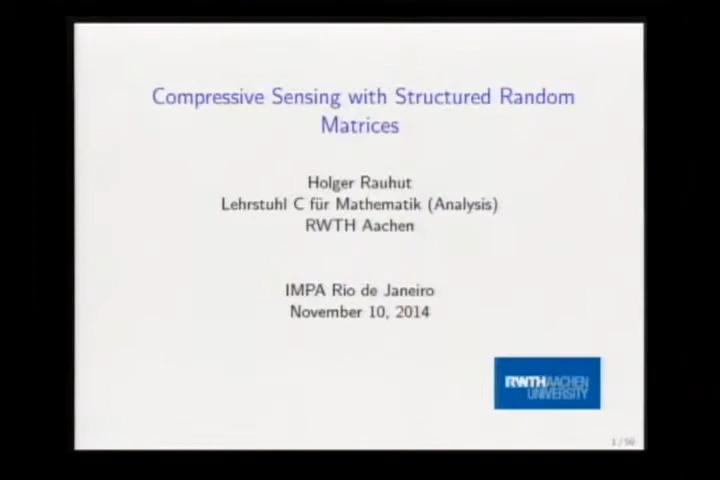 Compressive Sensing with Structured Random
Matrices
Holger Rauhut
Lehrstuhl C für Mathematik (Analysis)
RWTH Aachen
IMPA Rio de Janeiro
November 10, 2014
RWTHAACHEN
UNIVERSITY